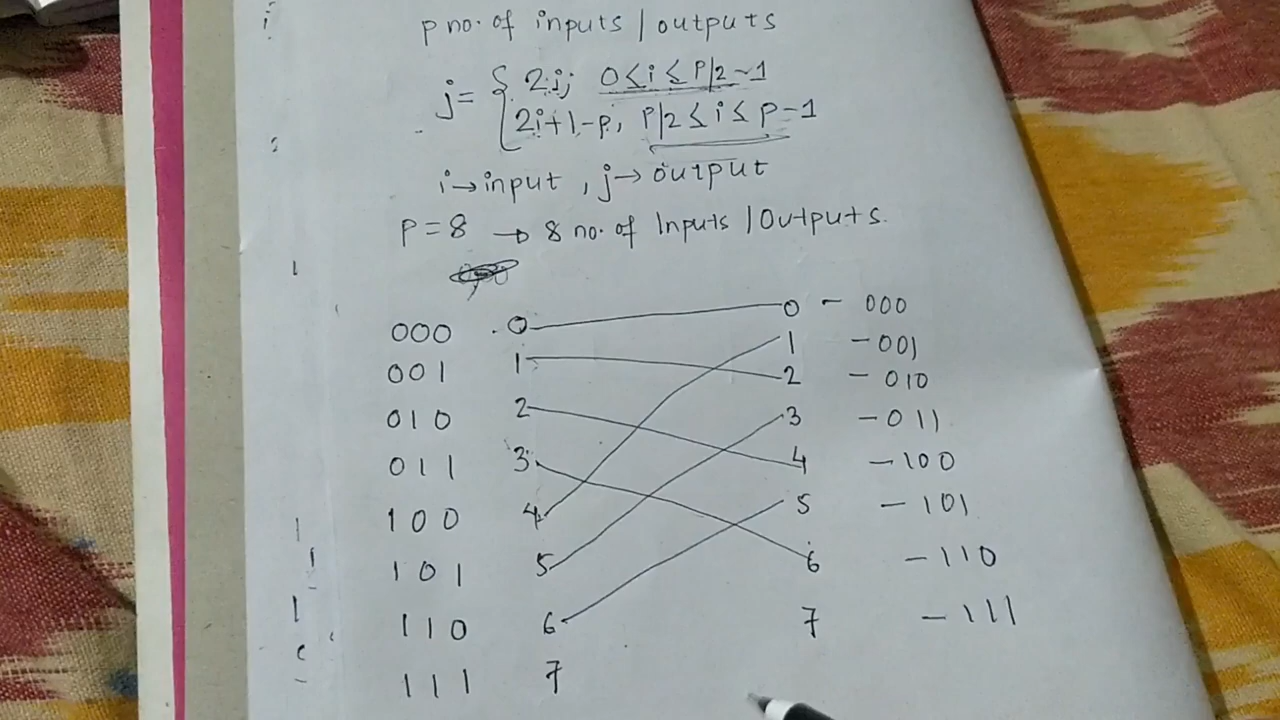 p no. of inputs / outputs
j = { 2i; 0 ≤ i ≤ P/2 - 1
2i+1-p, P/2 ≤ i ≤ p-1
i → input, j → output
P = 8 → 8 no. of Inputs / Outputs.
000 0 0 - 000
001 1 1 - 001
010 2 2 - 010
011 3 3 - 011
100 4 4 - 100
101 5 5 - 101
110 6 6 - 110
111 7 7 - 111